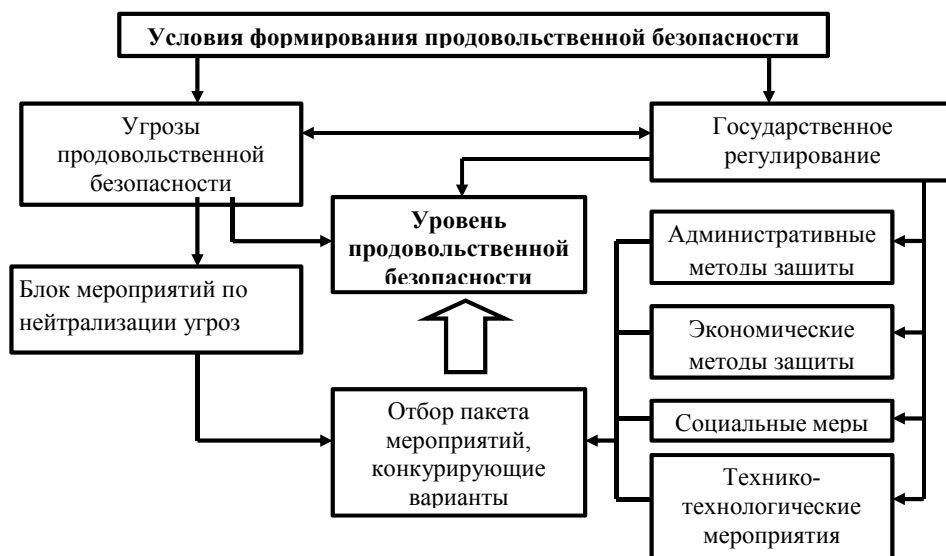 Условия формирования продовольственной безопасности
Угрозы
продовольственной
безопасности
Государственное
регулирование
Уровень
продовольственной
безопасности
Административные
методы защиты
Блок мероприятий по
нейтрализации угроз
Экономические
методы защиты
Отбор пакета
мероприятий,
конкурирующие
варианты
Социальные меры
Технико-
технологические
мероприятия